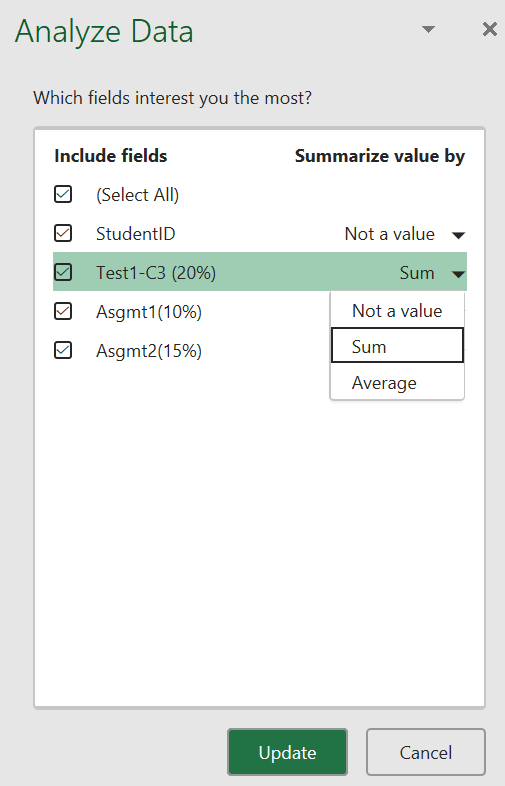 Analyze Data
Which fields interest you the most?
Include fields Summarize value by
(Select All)
StudentID Not a value
Test1-C3 (20%) Sum
Asgmt1(10%) Not a value
Sum
Asgmt2(15%)
Average
Update Cancel